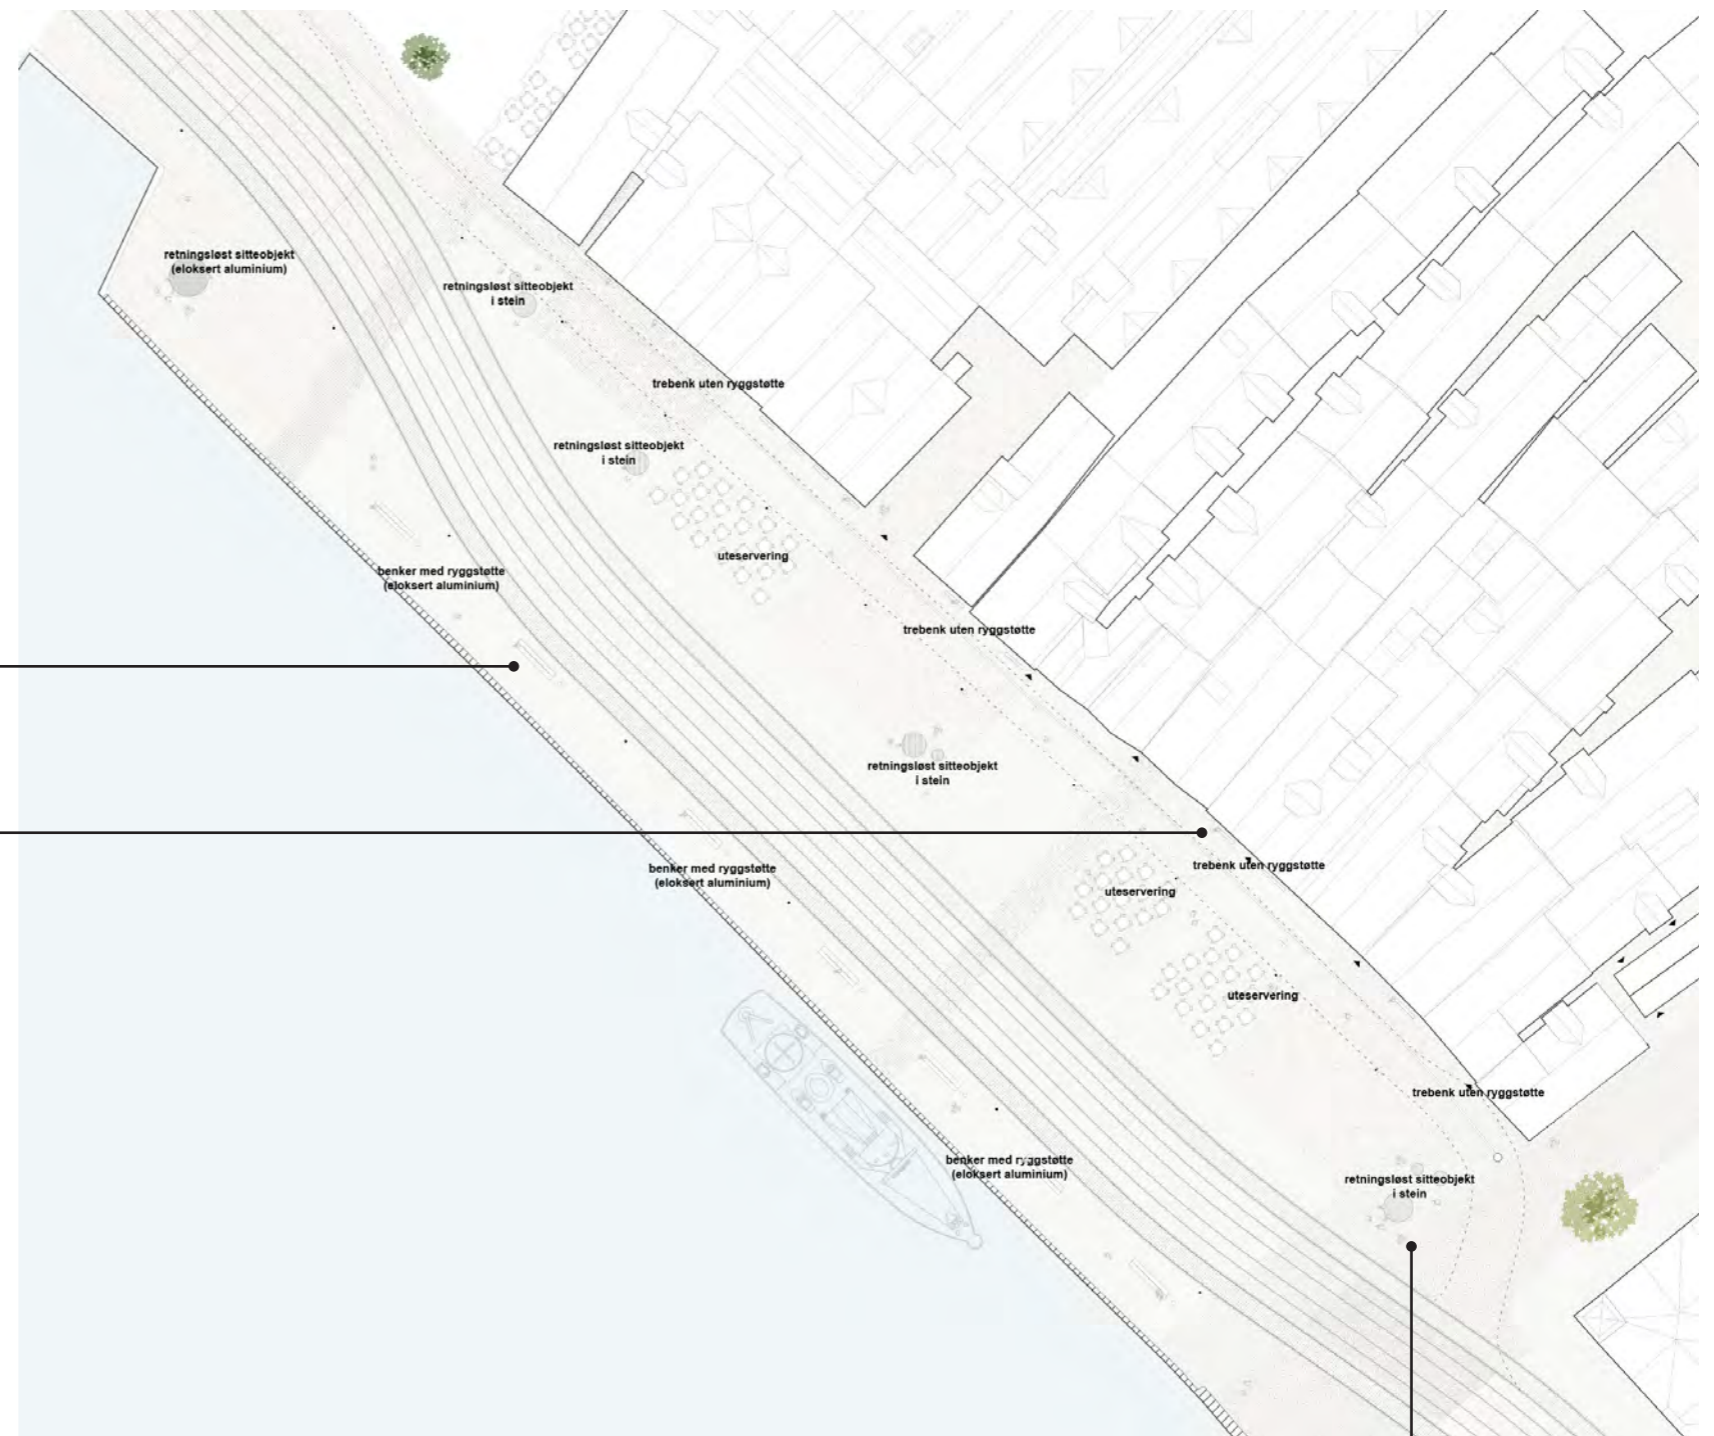 retningsløst sitteobjekt
(eloksert aluminium)
retningsløst sitteobjekt
i stein
trebenk uten ryggstøtte
retningsløst sitteobjekt
i stein
uteservering
benker med ryggstøtte
(eloksert aluminium)
trebenk uten ryggstøtte
retningsløst sitteobjekt
i stein
trebenk uten ryggstøtte
benker med ryggstøtte
(eloksert aluminium)
uteservering
uteservering
trebenk uten ryggstøtte
benker med ryggstøtte
(eloksert aluminium)
retningsløst sitteobjekt
i stein